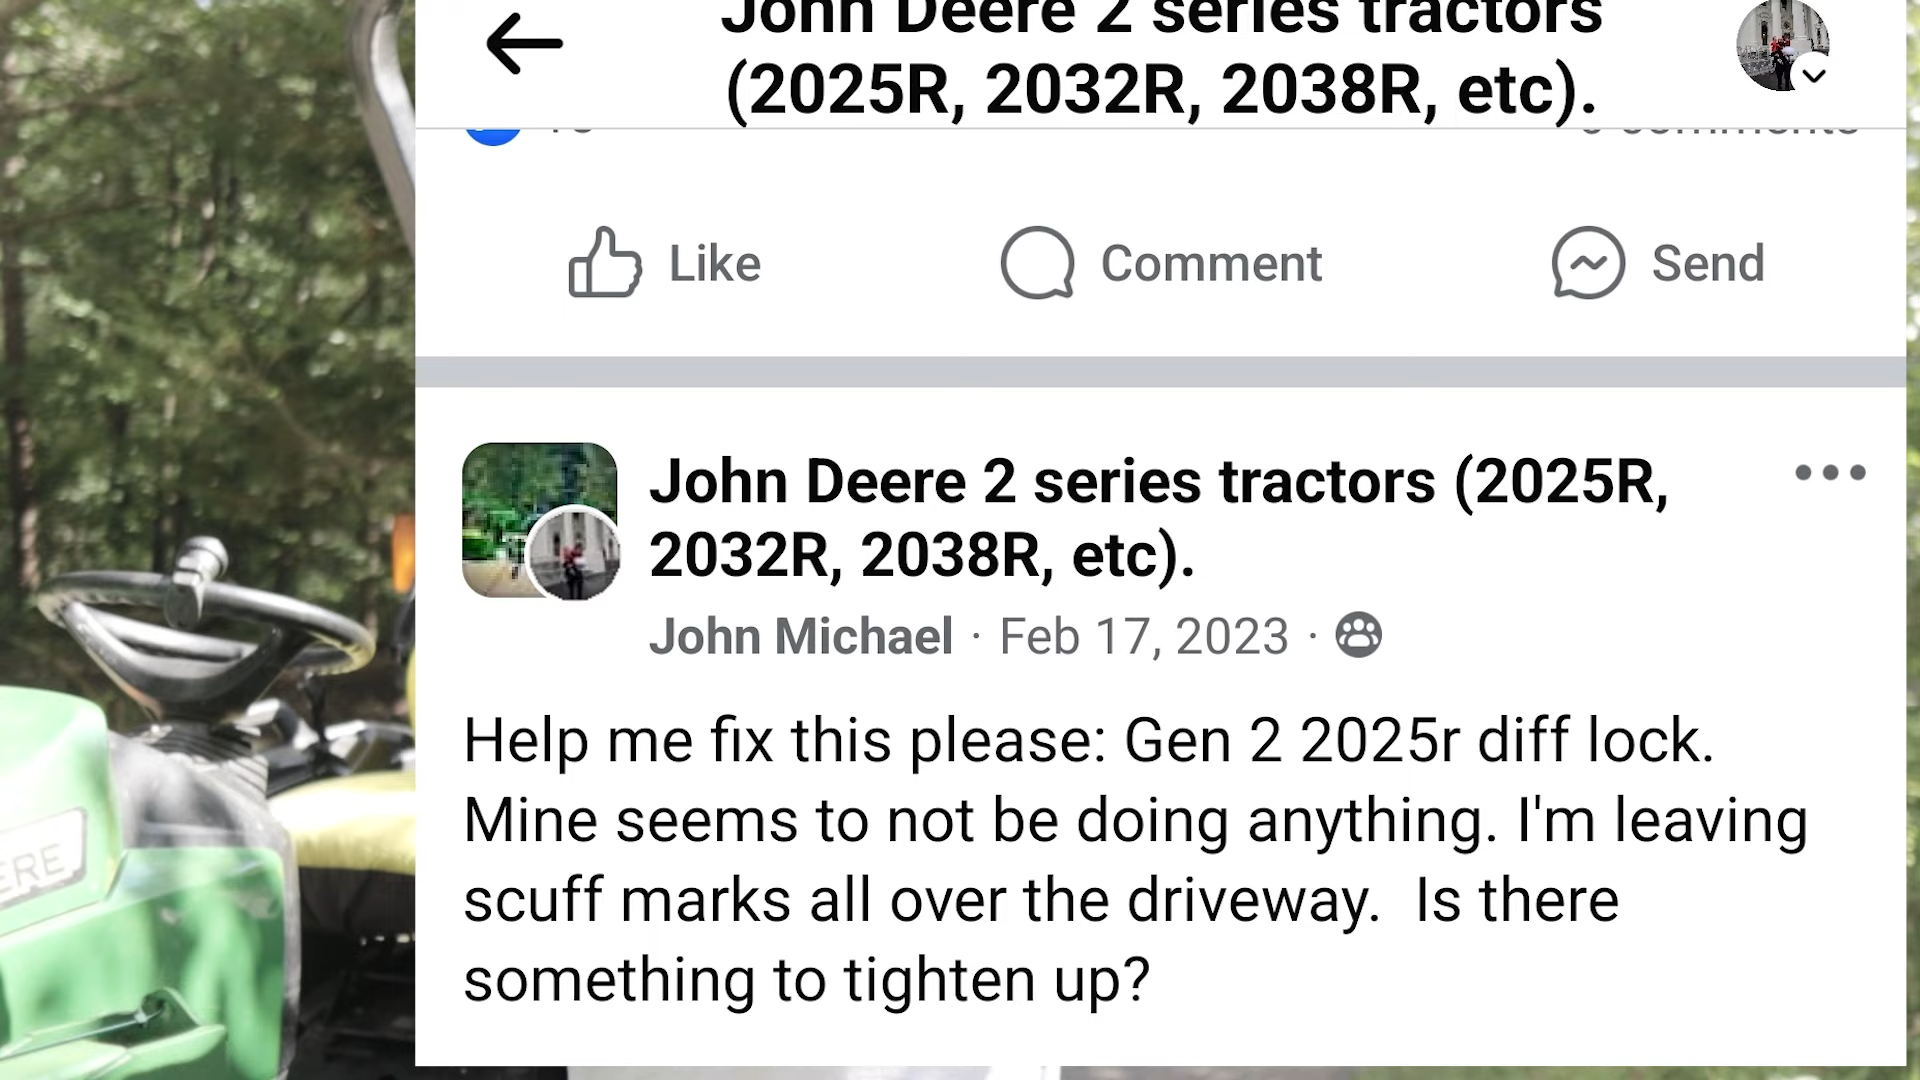 John Deere 2 series tractors
(2025R, 2032R, 2038R, etc).
Like
Comment
Send
John Deere 2 series tractors (2025R,
2032R, 2038R, etc).
John Michael · Feb 17, 2023 ·
Help me fix this please: Gen 2 2025r diff lock.
Mine seems to not be doing anything. I'm leaving
scuff marks all over the driveway.  Is there
something to tighten up?
ERE